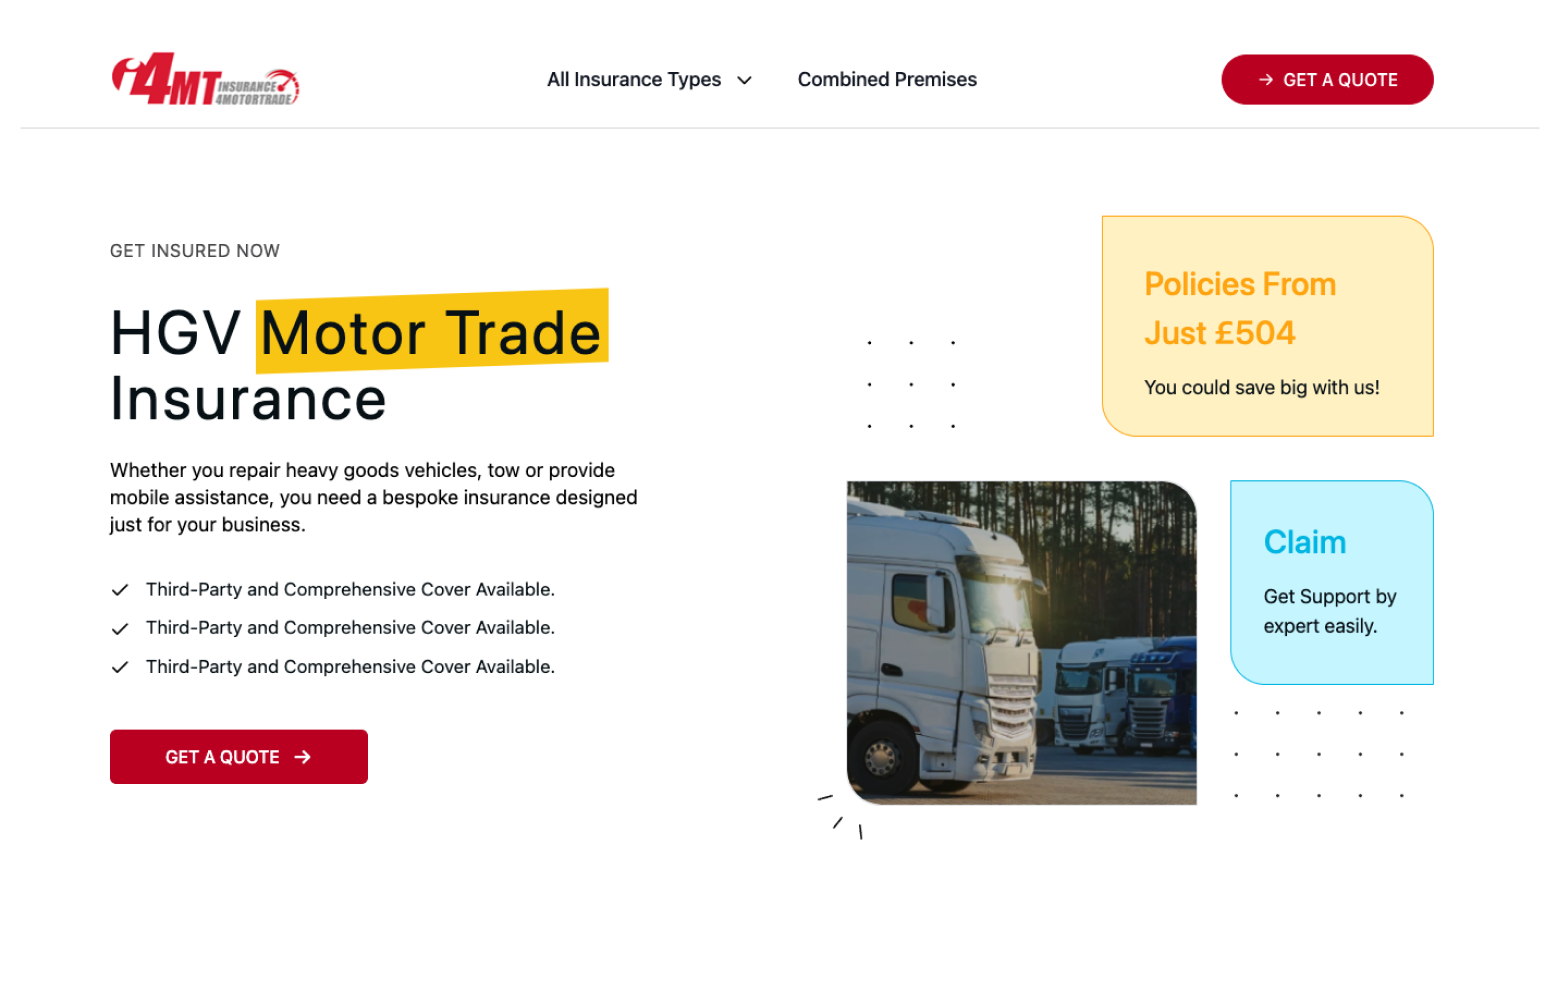 i4MT INSURANCE
4MOTORTRADE
All Insurance Types
Combined Premises
→ GET A QUOTE
GET INSURED NOW
HGV Motor Trade
Insurance
Whether you repair heavy goods vehicles, tow or provide
mobile assistance, you need a bespoke insurance designed
just for your business.
Third-Party and Comprehensive Cover Available.
Third-Party and Comprehensive Cover Available.
Third-Party and Comprehensive Cover Available.
GET A QUOTE →
Policies From
Just £504
You could save big with us!
Claim
Get Support by
expert easily.